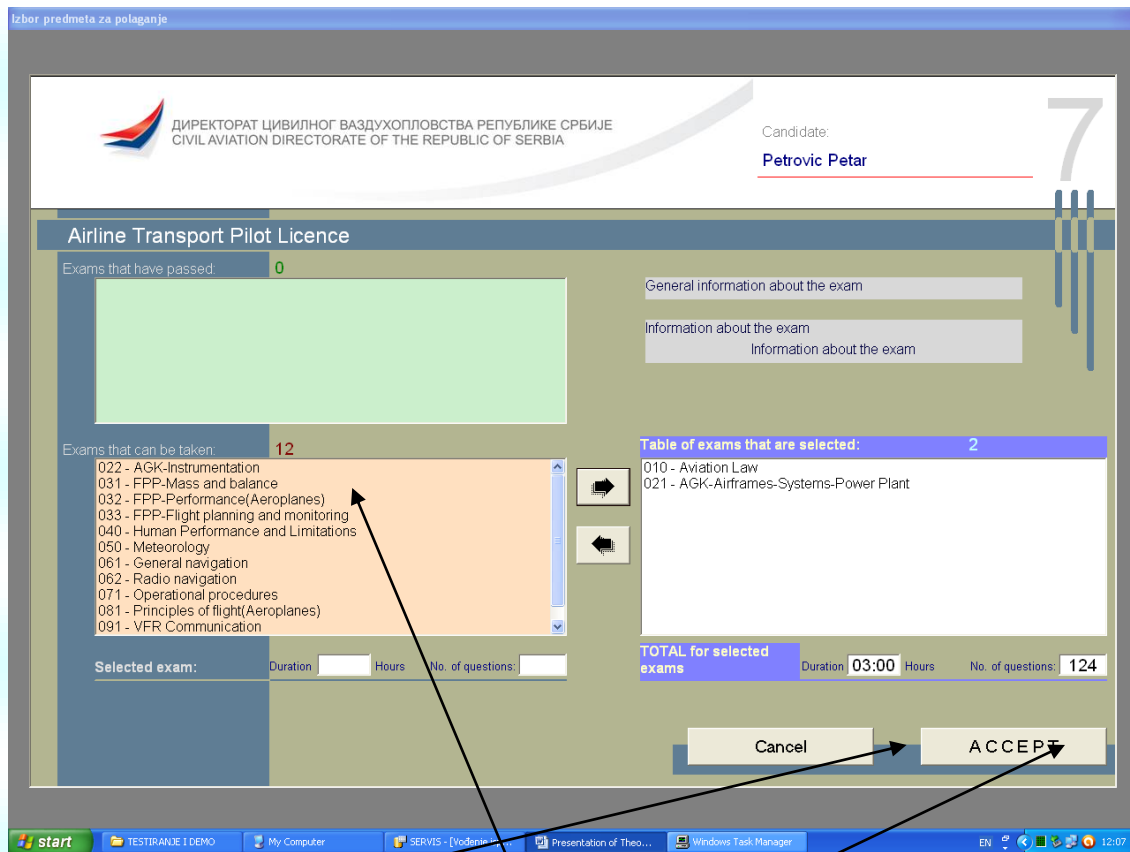 Izbor predmeta za polaganje
ДИРЕКТОРАТ ЦИВИЛНОГ ВАЗДУХОПЛОВСТВА РЕПУБЛИКЕ СРБИЈЕ
CIVIL AVIATION DIRECTORATE OF THE REPUBLIC OF SERBIA
Candidate:
Petrovic Petar
7
Airline Transport Pilot Licence
Exams that have passed: 0
General information about the exam
Information about the exam
Information about the exam
Exams that can be taken: 12
022 - AGK-Instrumentation
031 - FPP-Mass and balance
032 - FPP-Performance(Aeroplanes)
033 - FPP-Flight planning and monitoring
040 - Human Performance and Limitations
050 - Meteorology
061 - General navigation
062 - Radio navigation
071 - Operational procedures
081 - Principles of flight(Aeroplanes)
091 - VFR Communication
Table of exams that are selected: 2
010 - Aviation Law
021 - AGK-Airframes-Systems-Power Plant
Selected exam: Duration Hours No. of questions:
TOTAL for selected
exams Duration 03:00 Hours No. of questions: 124
Cancel
ACCEPT
start TESTIRANJE I DEMO My Computer SERVIS - [Vođenje Presentation of Theo... Windows Task Manager EN 12:07